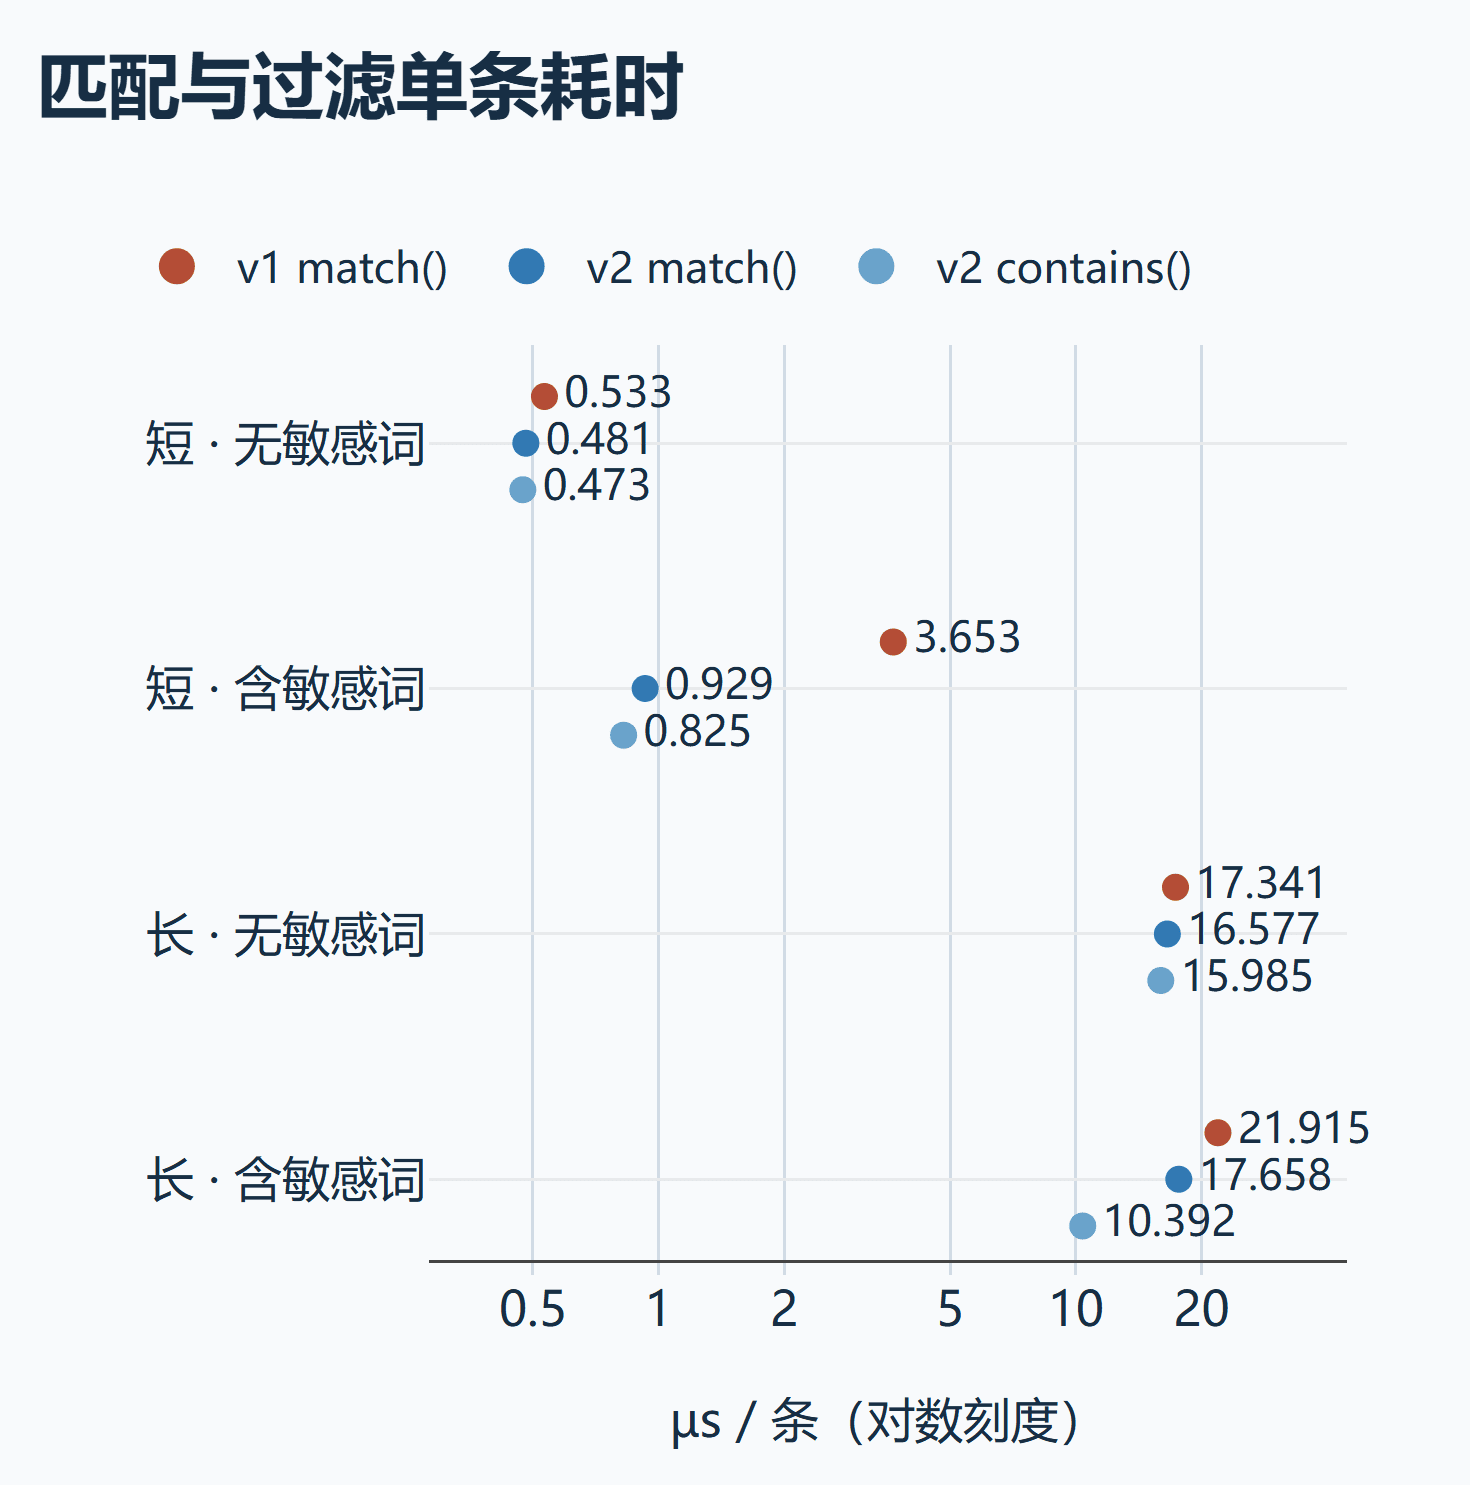 匹配与过滤单条耗时
v1 match() v2 match() v2 contains()
0.533
短 · 无敏感词 0.481
0.473
3.653
短 · 含敏感词 0.929
0.825
17.341
长 · 无敏感词 16.577
15.985
21.915
长 · 含敏感词 17.658
10.392
0.5 1 2 5 10 20
μs / 条（对数刻度）